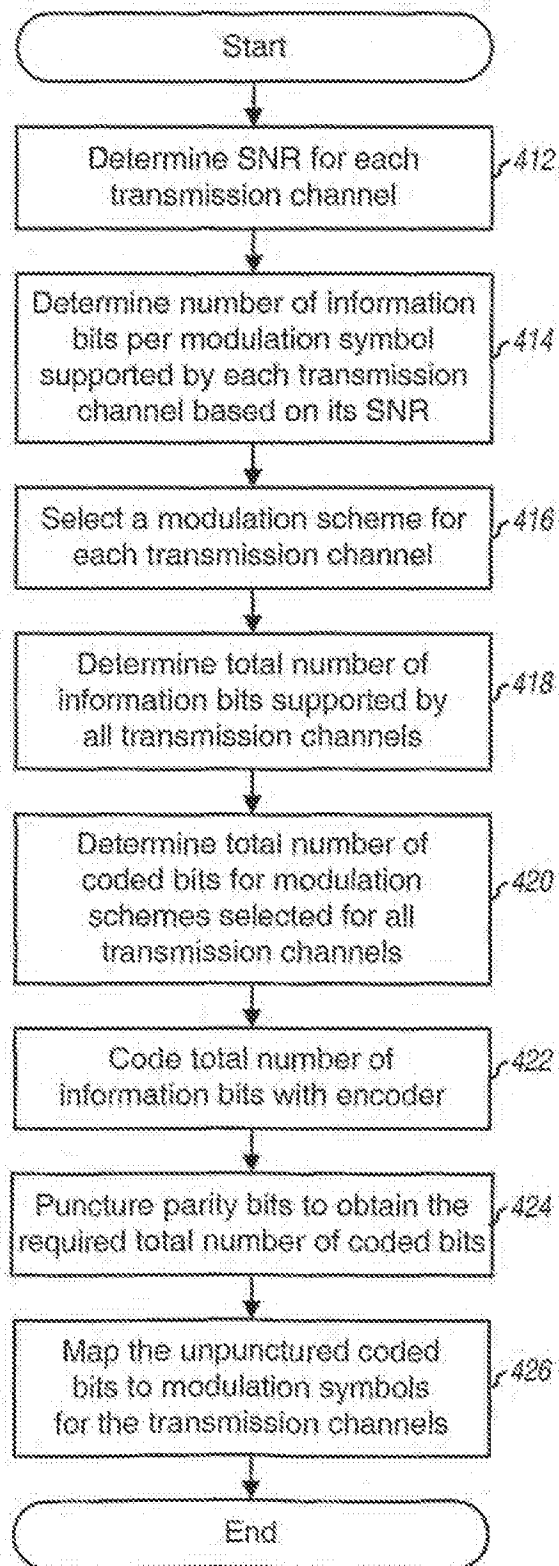 Start
Determine SNR for each
transmission channel
412
Determine number of information
bits per modulation symbol
supported by each transmission
channel based on its SNR
414
Select a modulation scheme for
each transmission channel
416
Determine total number of
information bits supported by
all transmission channels
418
Determine total number of
coded bits for modulation
schemes selected for all
transmission channels
420
Code total number of
information bits with encoder
422
Puncture parity bits to obtain the
required total number of coded bits
424
Map the unpunctured coded
bits to modulation symbols
for the transmission channels
426
End